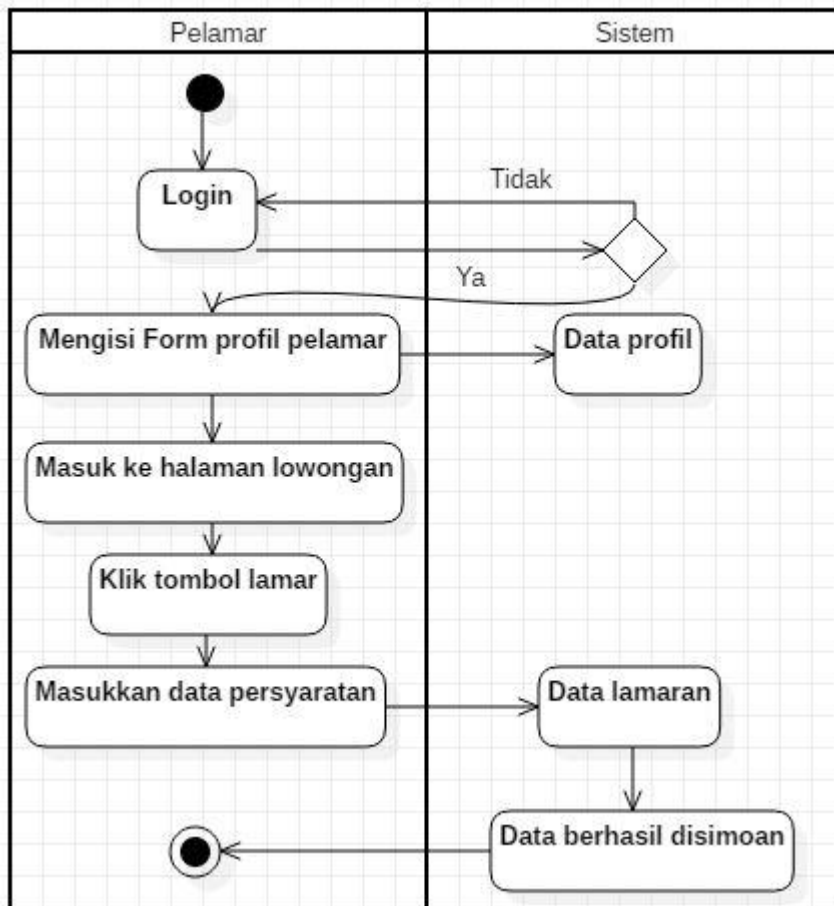 Pelamar
Sistem
Login
Tidak
Ya
Mengisi Form profil pelamar
Data profil
Masuk ke halaman lowongan
Klik tombol lamar
Masukkan data persyaratan
Data lamaran
Data berhasil disimoan